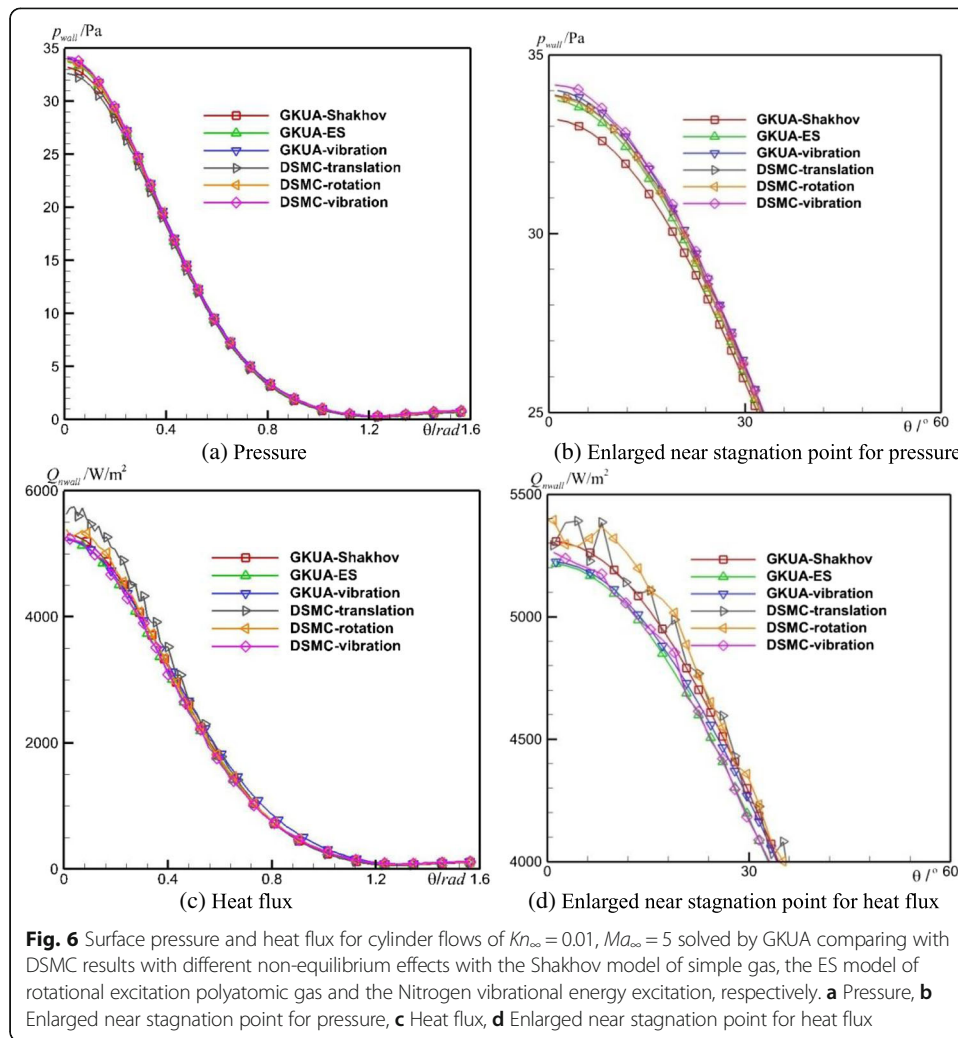 p_wall /Pa
35
30
25
20
15
10
5
0
0
0.4
0.8
1.2
θ/rad
1.6
GKUA-Shakhov
GKUA-ES
GKUA-vibration
DSMC-translation
DSMC-rotation
DSMC-vibration
(a) Pressure
p_wall /Pa
35
30
25
30
60
θ / °
GKUA-Shakhov
GKUA-ES
GKUA-vibration
DSMC-translation
DSMC-rotation
DSMC-vibration
(b) Enlarged near stagnation point for pressure
Q_nwall /W/m²
6000
4000
2000
0
0
0.4
0.8
1.2
θ/rad
1.6
GKUA-Shakhov
GKUA-ES
GKUA-vibration
DSMC-translation
DSMC-rotation
DSMC-vibration
(c) Heat flux
Q_nwall /W/m²
5500
5000
4500
4000
0
30
60
θ / °
GKUA-Shakhov
GKUA-ES
GKUA-vibration
DSMC-translation
DSMC-rotation
DSMC-vibration
(d) Enlarged near stagnation point for heat flux
Fig. 6 Surface pressure and heat flux for cylinder flows of Kn∞ = 0.01, Ma∞ = 5 solved by GKUA comparing with
DSMC results with different non-equilibrium effects with the Shakhov model of simple gas, the ES model of
rotational excitation polyatomic gas and the Nitrogen vibrational energy excitation, respectively. a Pressure, b
Enlarged near stagnation point for pressure, c Heat flux, d Enlarged near stagnation point for heat flux